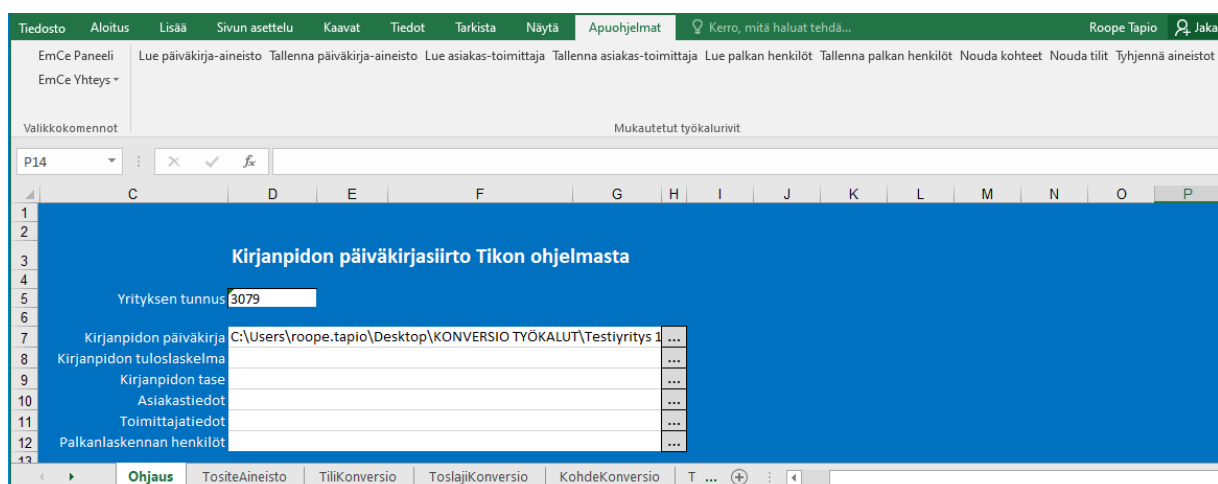 Tiedosto Aloitus Lisää Sivun asettelu Kaavat Tiedot Tarkista Näytä Apuohjelmat Kerro, mitä haluat tehdä... Roope Tapio Jaka
EmCe Paneeli Lue päiväkirja-aineisto Tallenna päiväkirja-aineisto Lue asiakas-toimittaja Tallenna asiakas-toimittaja Lue palkan henkilöt Tallenna palkan henkilöt Nouda kohteet Nouda tilit Tyhjennä aineistot
EmCe Yhteys
Valikkokomennot Mukautetut työkalurivit
P14 fx
C D E F G H I J K L M N O P
1
2
3 Kirjanpidon päiväkirjasiirto Tikon ohjelmasta
4
5 Yrityksen tunnus 3079
6
7 Kirjanpidon päiväkirja C:\Users\roope.tapio\Desktop\KONVERSIO TYÖKALUT\Testiyritys 1 ...
8 Kirjanpidon tuloslaskelma ...
9 Kirjanpidon tase ...
10 Asiakastiedot ...
11 Toimittajatiedot ...
12 Palkanlaskennan henkilöt ...
13
Ohjaus TositeAineisto TiliKonversio ToslajiKonversio KohdeKonversio T ...